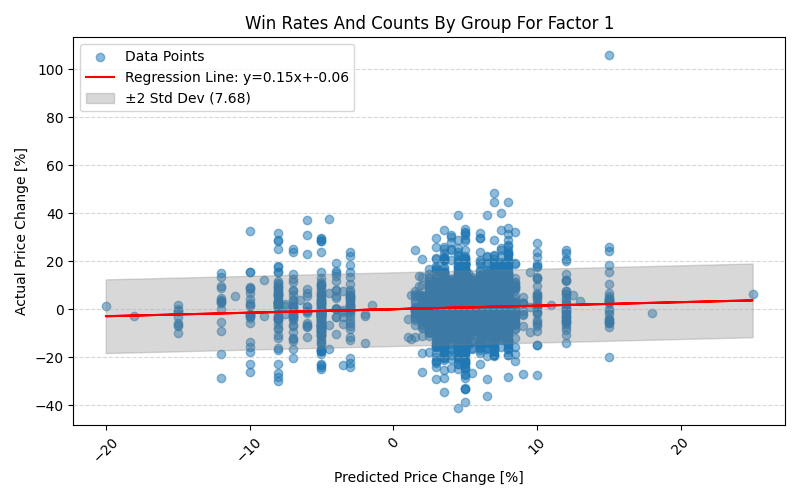 Win Rates And Counts By Group For Factor 1
Data Points
Regression Line: y=0.15x+-0.06
±2 Std Dev (7.68)
Actual Price Change [%]
100
80
60
40
20
0
−20
−40
−20
−10
0
10
20
Predicted Price Change [%]